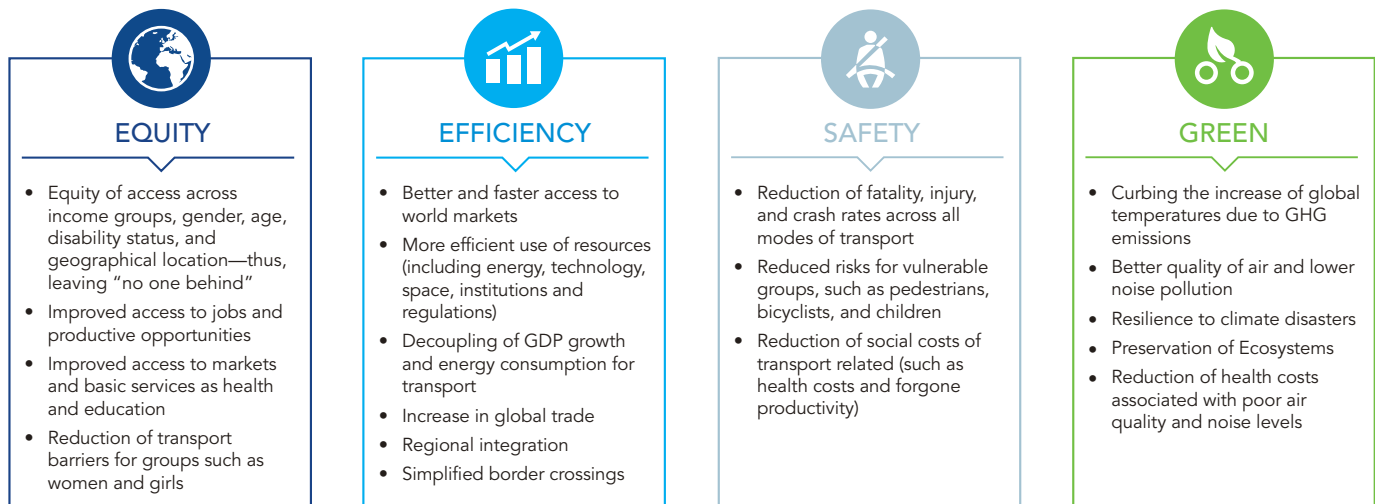 EQUITY
• Equity of access across
income groups, gender, age,
disability status, and
geographical location—thus,
leaving “no one behind”
• Improved access to jobs and
productive opportunities
• Improved access to markets
and basic services as health
and education
• Reduction of transport
barriers for groups such as
women and girls
EFFICIENCY
• Better and faster access to
world markets
• More efficient use of resources
(including energy, technology,
space, institutions and
regulations)
• Decoupling of GDP growth
and energy consumption for
transport
• Increase in global trade
• Regional integration
• Simplified border crossings
SAFETY
• Reduction of fatality, injury,
and crash rates across all
modes of transport
• Reduced risks for vulnerable
groups, such as pedestrians,
bicyclists, and children
• Reduction of social costs of
transport related (such as
health costs and forgone
productivity)
GREEN
• Curbing the increase of global
temperatures due to GHG
emissions
• Better quality of air and lower
noise pollution
• Resilience to climate disasters
• Preservation of Ecosystems
• Reduction of health costs
associated with poor air
quality and noise levels